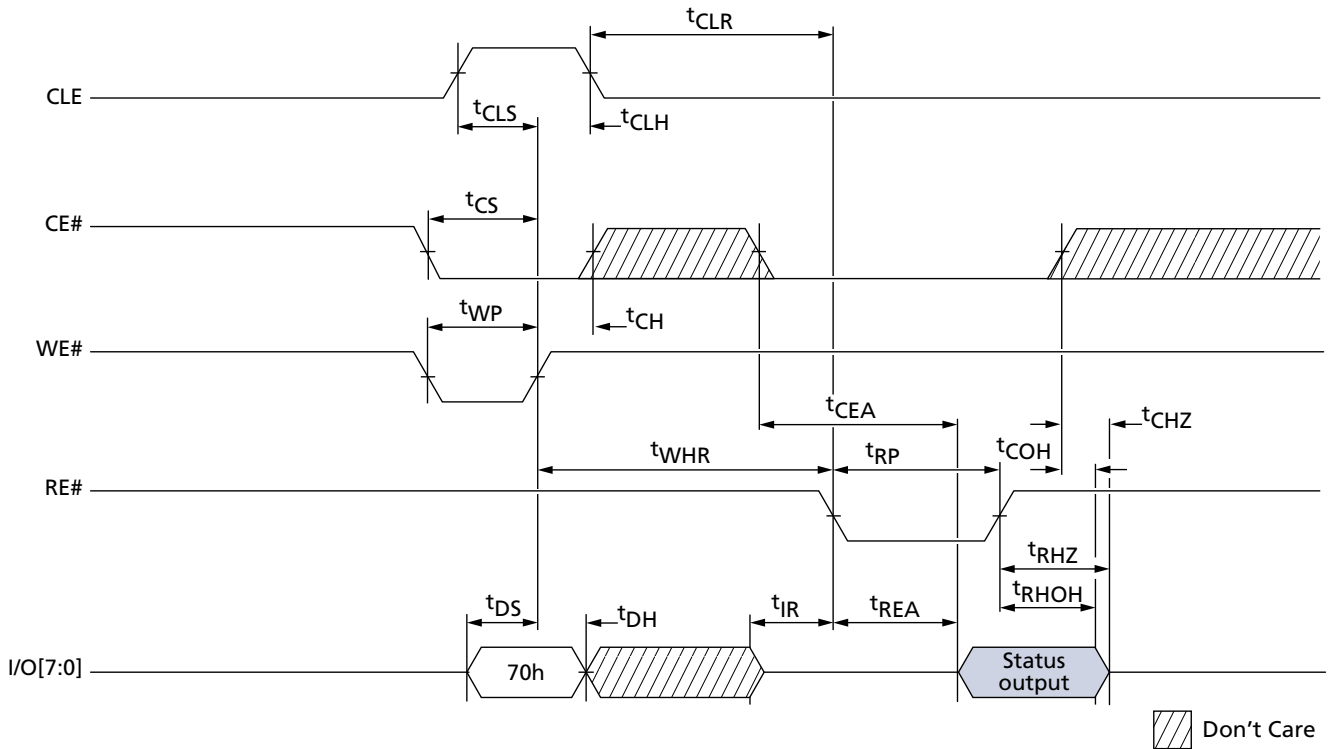 tCLR
CLE
tCLS
tCLH
tCS
CE#
tWP
tCH
WE#
tCEA
tCHZ
tWHR
tRP
tCOH
RE#
tRHZ
tRHOH
tDS
tDH
tIR
tREA
I/O[7:0]
70h
Status
output
Don't Care